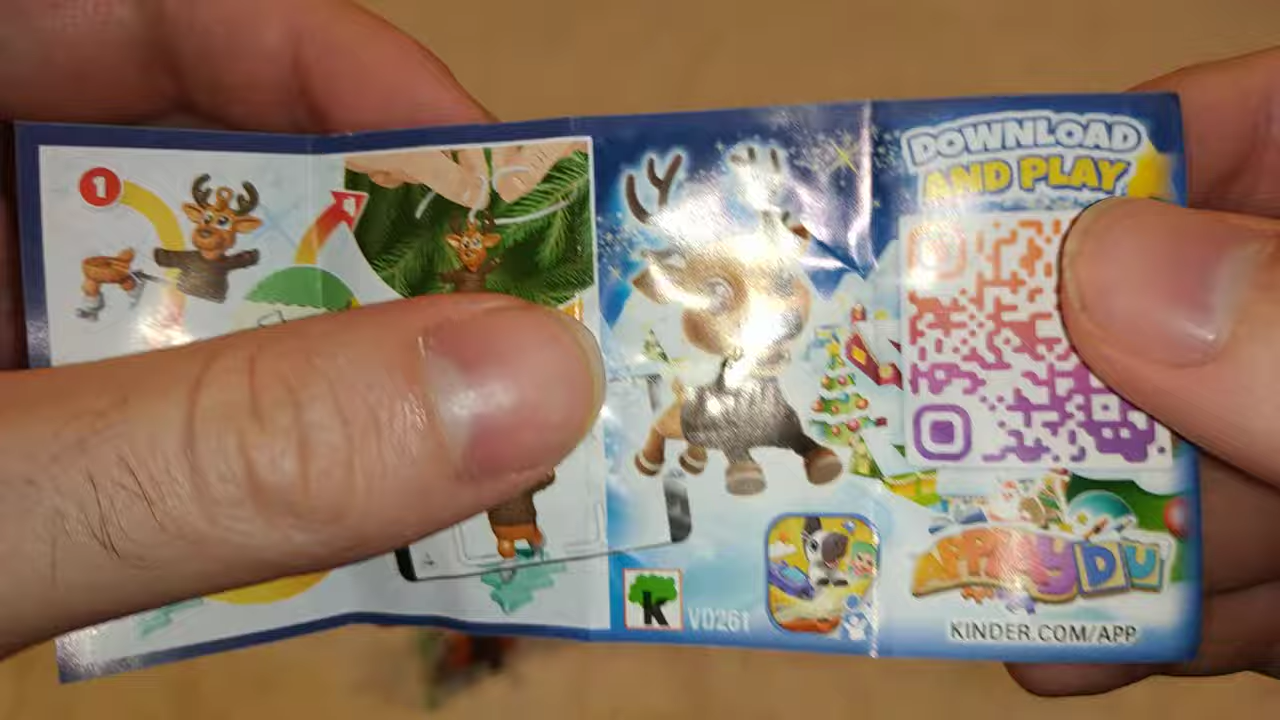 1
DOWNLOAD
AND PLAY
K
VD261
APPLAYDU
KINDER.COM/APP